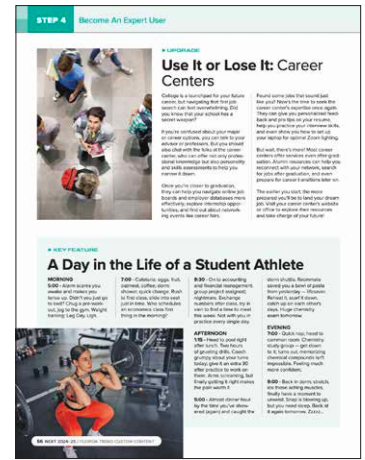 STEP 4
Become An Expert User
▸ UPGRADE
Use It or Lose It: Career
Centers
College is a launchpad for your future
career, but navigating that first job
search can feel overwhelming. Did
you know that your school has a
secret weapon?
If you're confused about your major
or career options, you can talk to your
advisor or professors. But you should
also chat with the folks at the career
center, who can offer not only profes-
sional knowledge but also personality
and skills assessments to help you
narrow it down.
Once you're closer to graduation,
they can help you navigate online job
boards and employer databases more
effectively, explore internship oppor-
tunities, and find out about network-
ing events like career fairs.
Found some jobs that sound just
like you? Now's the time to seek the
career center's expertise once again.
They can give you personalized feed-
back and pro tips on your resume,
help you practice your interview skills,
and even show you how to set up
your laptop for optimal Zoom lighting.
But wait, there's more! Most career
centers offer services even after grad-
uation. Alumni resources can help you
reconnect with your network, search
for jobs after graduation, and even
prepare for career transitions later on.
The earlier you start, the more
prepared you'll be to land your dream
job. Visit your career center's website
or office to explore their resources
and take charge of your future!
▸ KEY FEATURE
A Day in the Life of a Student Athlete
MORNING
5:00 - Alarm scares you
awake and makes you
tense up. Didn't you just go
to bed? Chug a pre-work-
out, jog to the gym. Weight
training: Leg Day. Ugh.
7:00 - Cafeteria: eggs, fruit,
oatmeal, coffee; dorm:
shower, quick change. Rush
to first class, slide into seat
just in time. Who schedules
an economics class first
thing in the morning?
9:30 - On to accounting
and financial management,
group project assigned,
nightmare. Exchange
numbers after class, try in
vain to find a time to meet
this week. Not with you in
practice every single day.
AFTERNOON
1:15 - Head to pool right
after lunch. Two hours
of grueling drills. Coach
grumpy about your turns
today, give it an extra 30
after practice to work on
them. Arms screaming, but
finally getting it right makes
the pain worth it.
5:00 - Almost dinner hour
by the time you've show-
ered (again) and caught the
dorm shuttle. Roommate
saved you a bowl of pasta
from yesterday —
Reheat it, scarf it down,
catch up on each other's
days. Huge chemistry
exam tomorrow.
EVENING
7:00 - Quick nap, head to
common room. Chemistry
study group — get down
to it, turns out, memorizing
chemical compounds isn't
impossible. Feeling much
more confident.
9:00 - Back in dorm, stretch,
ice those aching muscles,
finally have a moment to
unwind. Snap is blowing up,
but you need sleep. Back at
it again tomorrow. Zzzz...
56 NEXT 2024-25 | FLORIDA TREND CUSTOM CONTENT